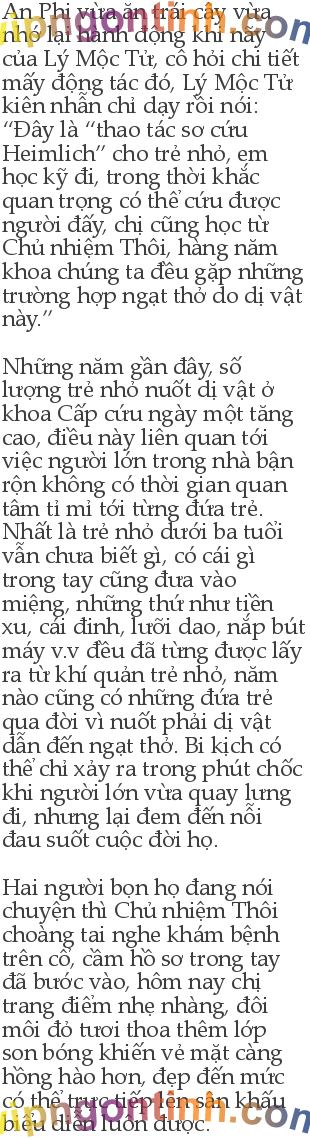 An Phi vừa ăn trái cây vừa
nhớ lại hành động khi nãy
của Lý Mộc Tử, cô hỏi chi tiết
mấy động tác đó, Lý Mộc Tử
kiên nhẫn chỉ dạy rồi nói:
“Đây là “thao tác sơ cứu
Heimlich” cho trẻ nhỏ, em
học kỹ đi, trong thời khắc
quan trọng có thể cứu được
người đấy, chị cũng học từ
Chủ nhiệm Thôi, hàng năm
khoa chúng ta đều gặp những
trường hợp ngạt thở do dị vật
này.”
Những năm gần đây, số
lượng trẻ nhỏ nuốt dị vật ở
khoa Cấp cứu ngày một tăng
cao, điều này liên quan tới
việc người lớn trong nhà bận
rộn không có thời gian quan
tâm tỉ mỉ tới từng đứa trẻ.
Nhất là trẻ nhỏ dưới ba tuổi
vẫn chưa biết gì, có cái gì
trong tay cũng đưa vào
miệng, những thứ như tiền
xu, cái đinh, lưỡi dao, nắp bút
máy v.v đều đã từng được lấy
ra từ khí quản trẻ nhỏ, năm
nào cũng có những đứa trẻ
qua đời vì nuốt phải dị vật
dẫn đến ngạt thở. Bi kịch có
thể chỉ xảy ra trong phút chốc
khi người lớn vừa quay lưng
đi, nhưng lại đem đến nỗi
đau suốt cuộc đời họ.
Hai người bọn họ đang nói
chuyện thì Chủ nhiệm Thôi
choàng tai nghe khám bệnh
trên cổ, cầm hồ sơ trong tay
đã bước vào, hôm nay chị
trang điểm nhẹ nhàng, đôi
môi đỏ tươi thoa thêm lớp
son bóng khiến vẻ mặt càng
hồng hào hơn, đẹp đến mức
có thể trực tiếp lên sân khấu
biểu diễn luôn được.
vipngontinh.com
vipngontinh.com